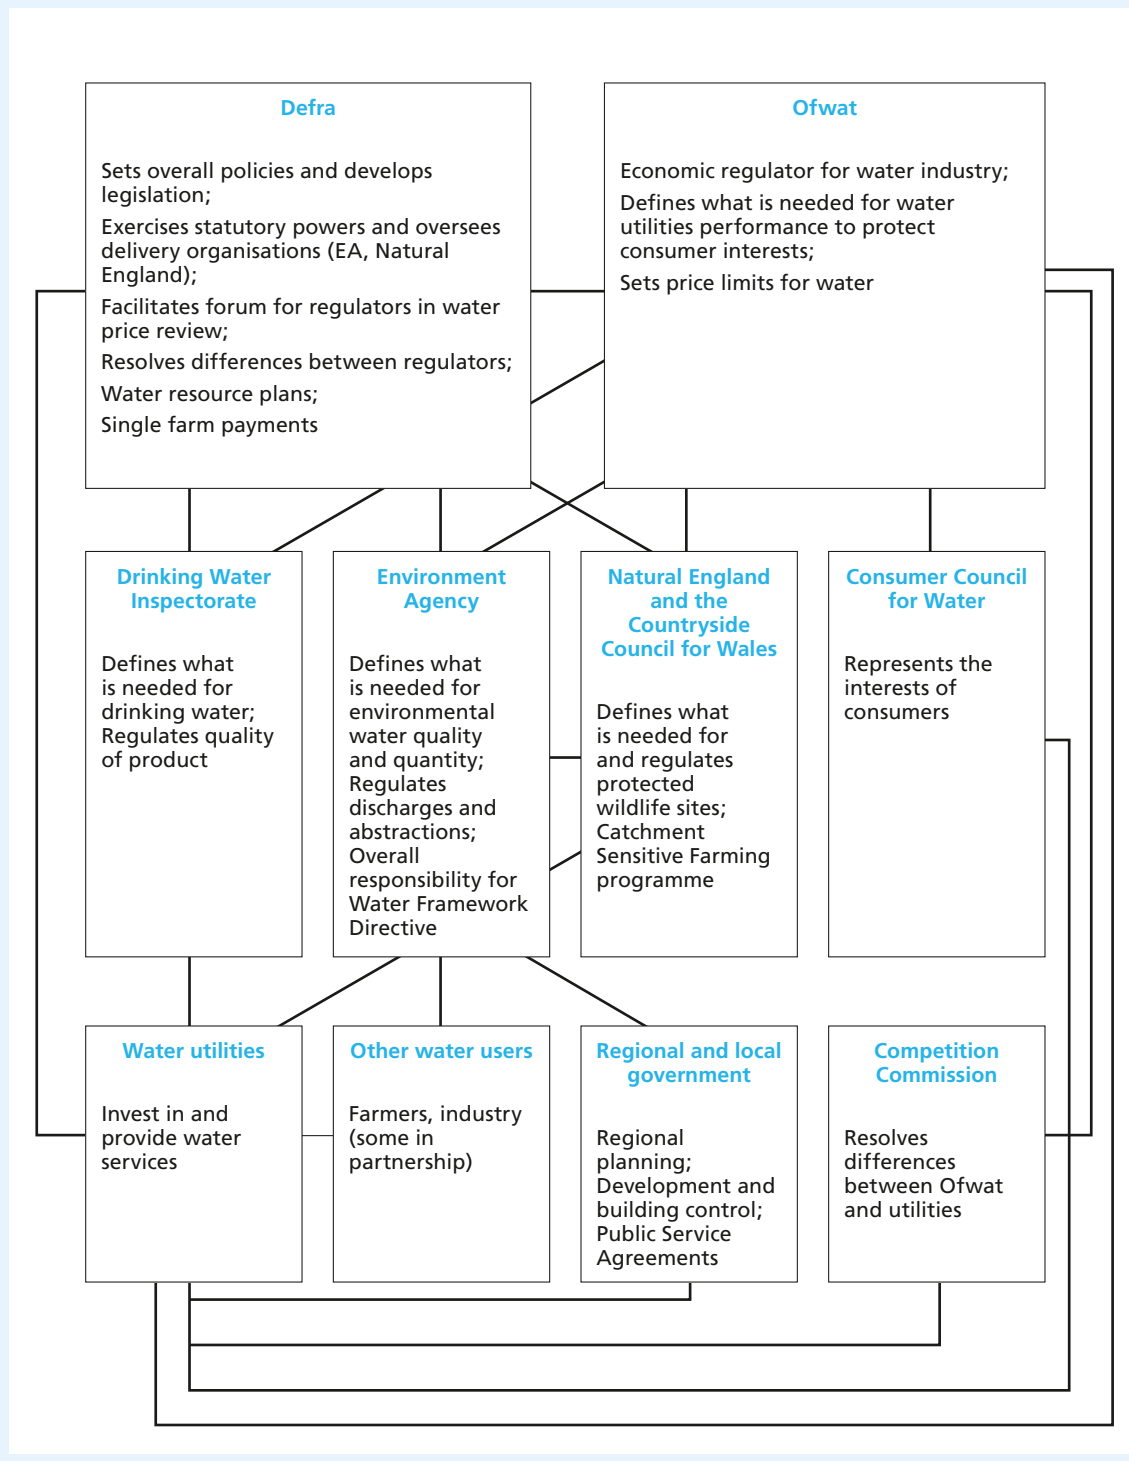 Defra
Sets overall policies and develops
legislation;
Exercises statutory powers and oversees
delivery organisations (EA, Natural
England);
Facilitates forum for regulators in water
price review;
Resolves differences between regulators;
Water resource plans;
Single farm payments
Ofwat
Economic regulator for water industry;
Defines what is needed for water
utilities performance to protect
consumer interests;
Sets price limits for water
Drinking Water
Inspectorate
Defines what
is needed for
drinking water;
Regulates quality
of product
Environment
Agency
Defines what
is needed for
environmental
water quality
and quantity;
Regulates
discharges and
abstractions;
Overall
responsibility for
Water Framework
Directive
Natural England
and the
Countryside
Council for Wales
Defines what
is needed for
and regulates
protected
wildlife sites;
Catchment
Sensitive Farming
programme
Consumer Council
for Water
Represents the
interests of
consumers
Water utilities
Invest in and
provide water
services
Other water users
Farmers, industry
(some in
partnership)
Regional and local
government
Regional
planning;
Development and
building control;
Public Service
Agreements
Competition
Commission
Resolves
differences
between Ofwat
and utilities